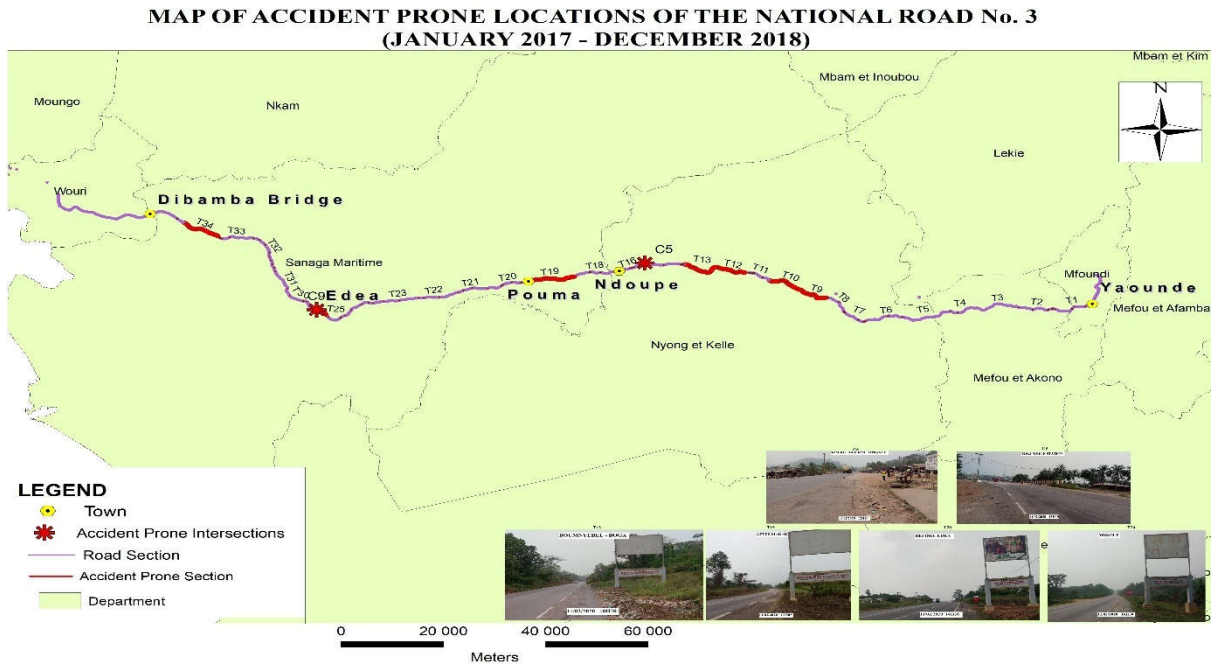 MAP OF ACCIDENT PRONE LOCATIONS OF THE NATIONAL ROAD No. 3
(JANUARY 2017 - DECEMBER 2018)
Mbam et Kim
Mbam et Inoubou
Moungo
Nkam
N
Lekie
Wouri
Dibamba Bridge
T34
T33
T32
Sanaga Maritime
T31
T30
C9
Edea
T25
T23
T22
T21
T20
Pouma
T19
T18
Ndoupe
T16
C5
T13
T12
T11
T10
T9
T8
T7
T6
T5
T4
T3
T2
T1
Mfoundi
Yaounde
Mefou et Afamba
Nyong et Kelle
Mefou et Akono
LEGEND
Town
Accident Prone Intersections
Road Section
Accident Prone Section
Department
BOUMNYEBEL - BOGA
0 20 000 40 000 60 000
Meters